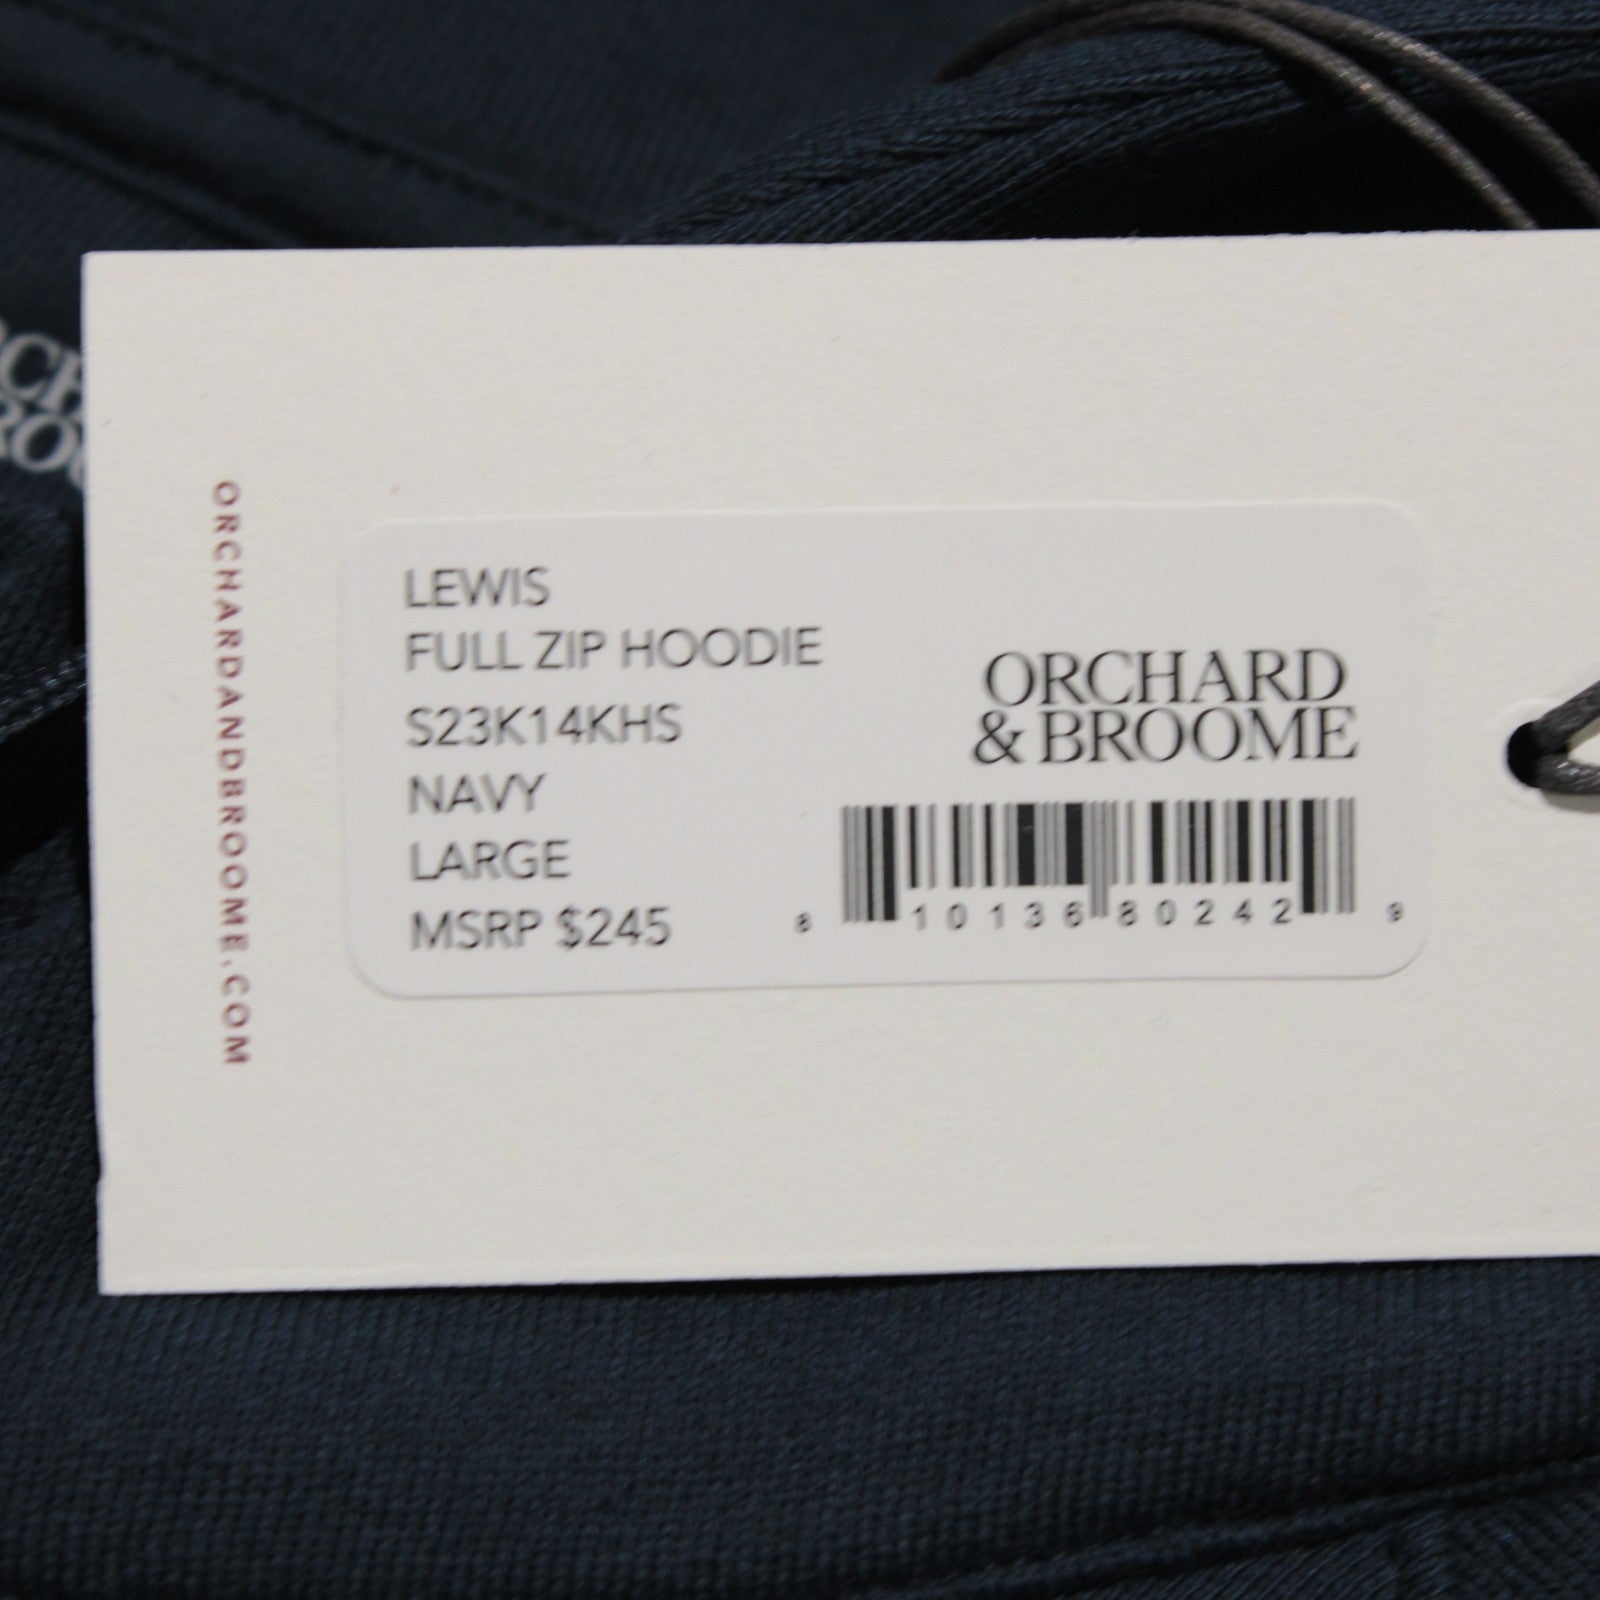 ORCHARDANDBROOME.COM
LEWIS
FULL ZIP HOODIE
S23K14KHS
NAVY
LARGE
MSRP $245
ORCHARD
& BROOME
8 10136 80242 9